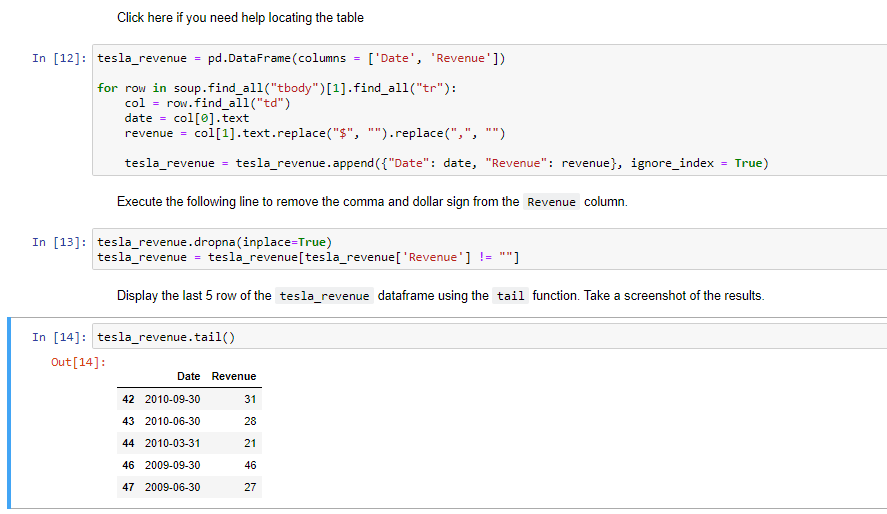 Click here if you need help locating the table
In [12]: tesla_revenue = pd.DataFrame(columns = ['Date', 'Revenue'])
for row in soup.find_all("tbody")[1].find_all("tr"):
    col = row.find_all("td")
    date = col[0].text
    revenue = col[1].text.replace("$", "").replace(",", "")
    tesla_revenue = tesla_revenue.append({"Date": date, "Revenue": revenue}, ignore_index = True)
Execute the following line to remove the comma and dollar sign from the Revenue column.
In [13]: tesla_revenue.dropna(inplace=True)
tesla_revenue = tesla_revenue[tesla_revenue['Revenue'] != ""]
Display the last 5 row of the tesla_revenue dataframe using the tail function. Take a screenshot of the results.
In [14]: tesla_revenue.tail()
Out[14]:
Date Revenue
42 2010-09-30 31
43 2010-06-30 28
44 2010-03-31 21
46 2009-09-30 46
47 2009-06-30 27